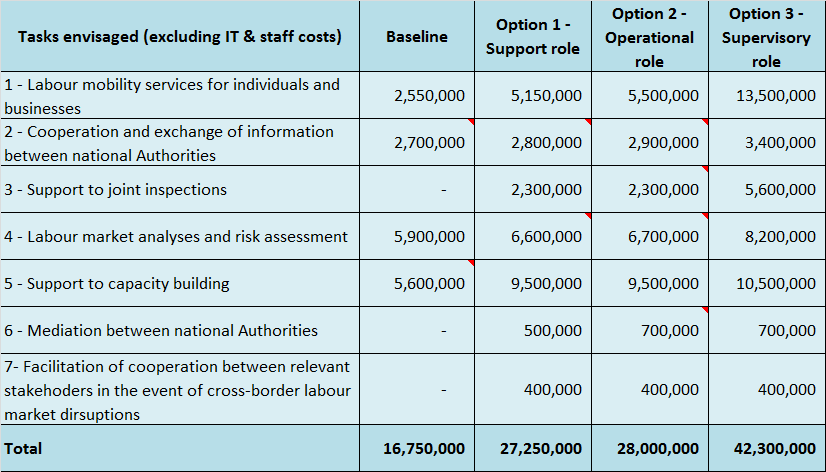 Tasks envisaged (excluding IT & staff costs) Baseline Option 1 - Support role Option 2 - Operational role Option 3 - Supervisory role
1 - Labour mobility services for individuals and
businesses 2,550,000 5,150,000 5,500,000 13,500,000
2 - Cooperation and exchange of information
between national Authorities 2,700,000 2,800,000 2,900,000 3,400,000
3 - Support to joint inspections - 2,300,000 2,300,000 5,600,000
4 - Labour market analyses and risk assessment 5,900,000 6,600,000 6,700,000 8,200,000
5 - Support to capacity building 5,600,000 9,500,000 9,500,000 10,500,000
6 - Mediation between national Authorities - 500,000 700,000 700,000
7- Facilitation of cooperation between relevant
stakehoders in the event of cross-border labour
market dirsuptions - 400,000 400,000 400,000
Total 16,750,000 27,250,000 28,000,000 42,300,000